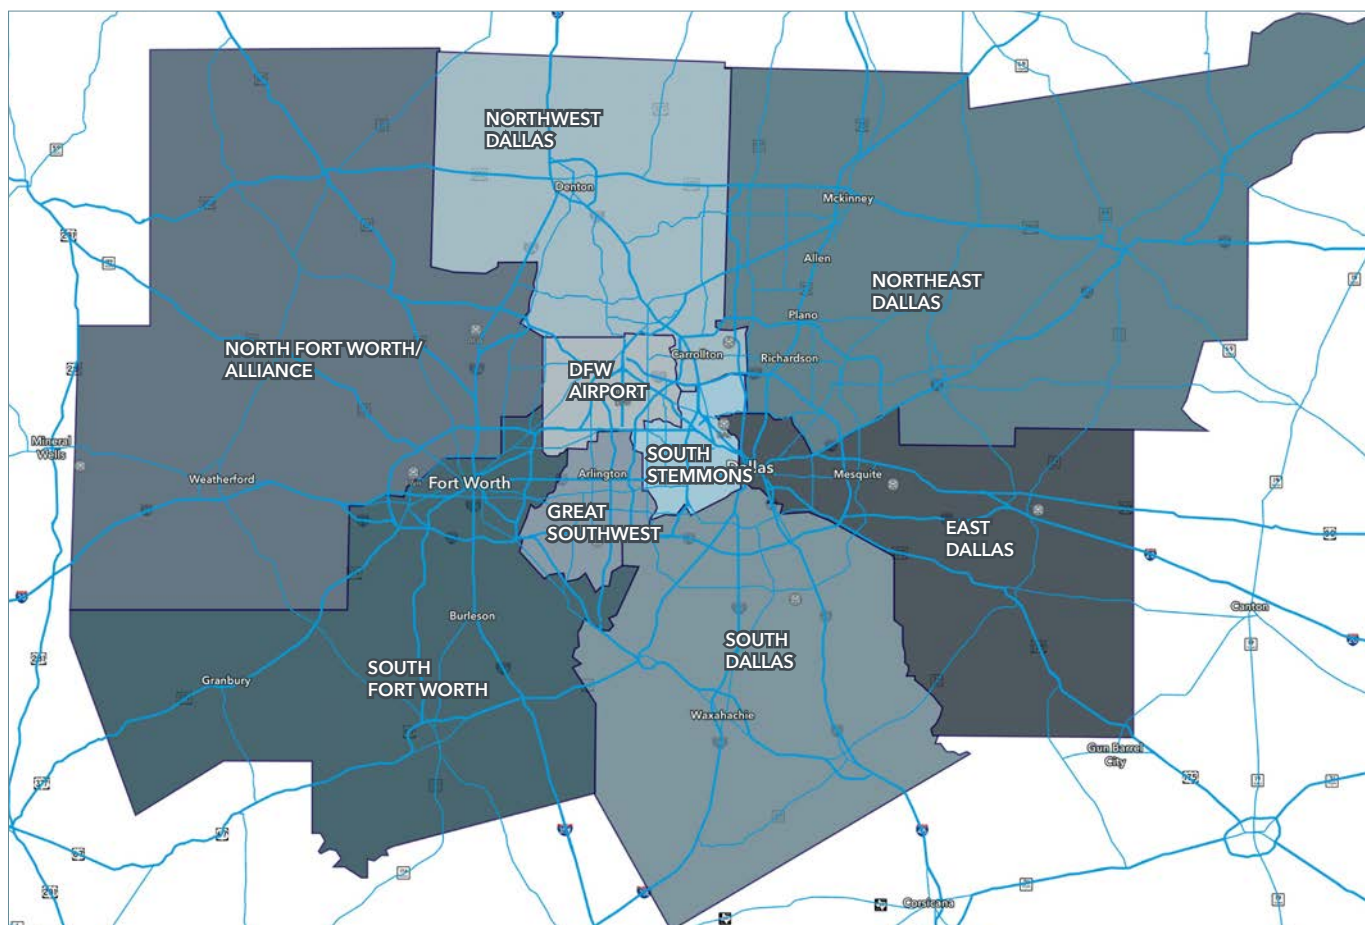 NORTHWEST
DALLAS
Denton
Mckinney
Allen
NORTHEAST
DALLAS
Plano
NORTH FORT WORTH/
ALLIANCE
Carrollton
Richardson
DFW
AIRPORT
Mineral
Wells
SOUTH
STEMMONS
Dallas
Arlington
Mesquite
Weatherford
Fort Worth
GREAT
SOUTHWEST
EAST
DALLAS
Canton
Burleson
SOUTH
DALLAS
SOUTH
FORT WORTH
Granbury
Waxahachie
Gun Barrel
City
Corsicana